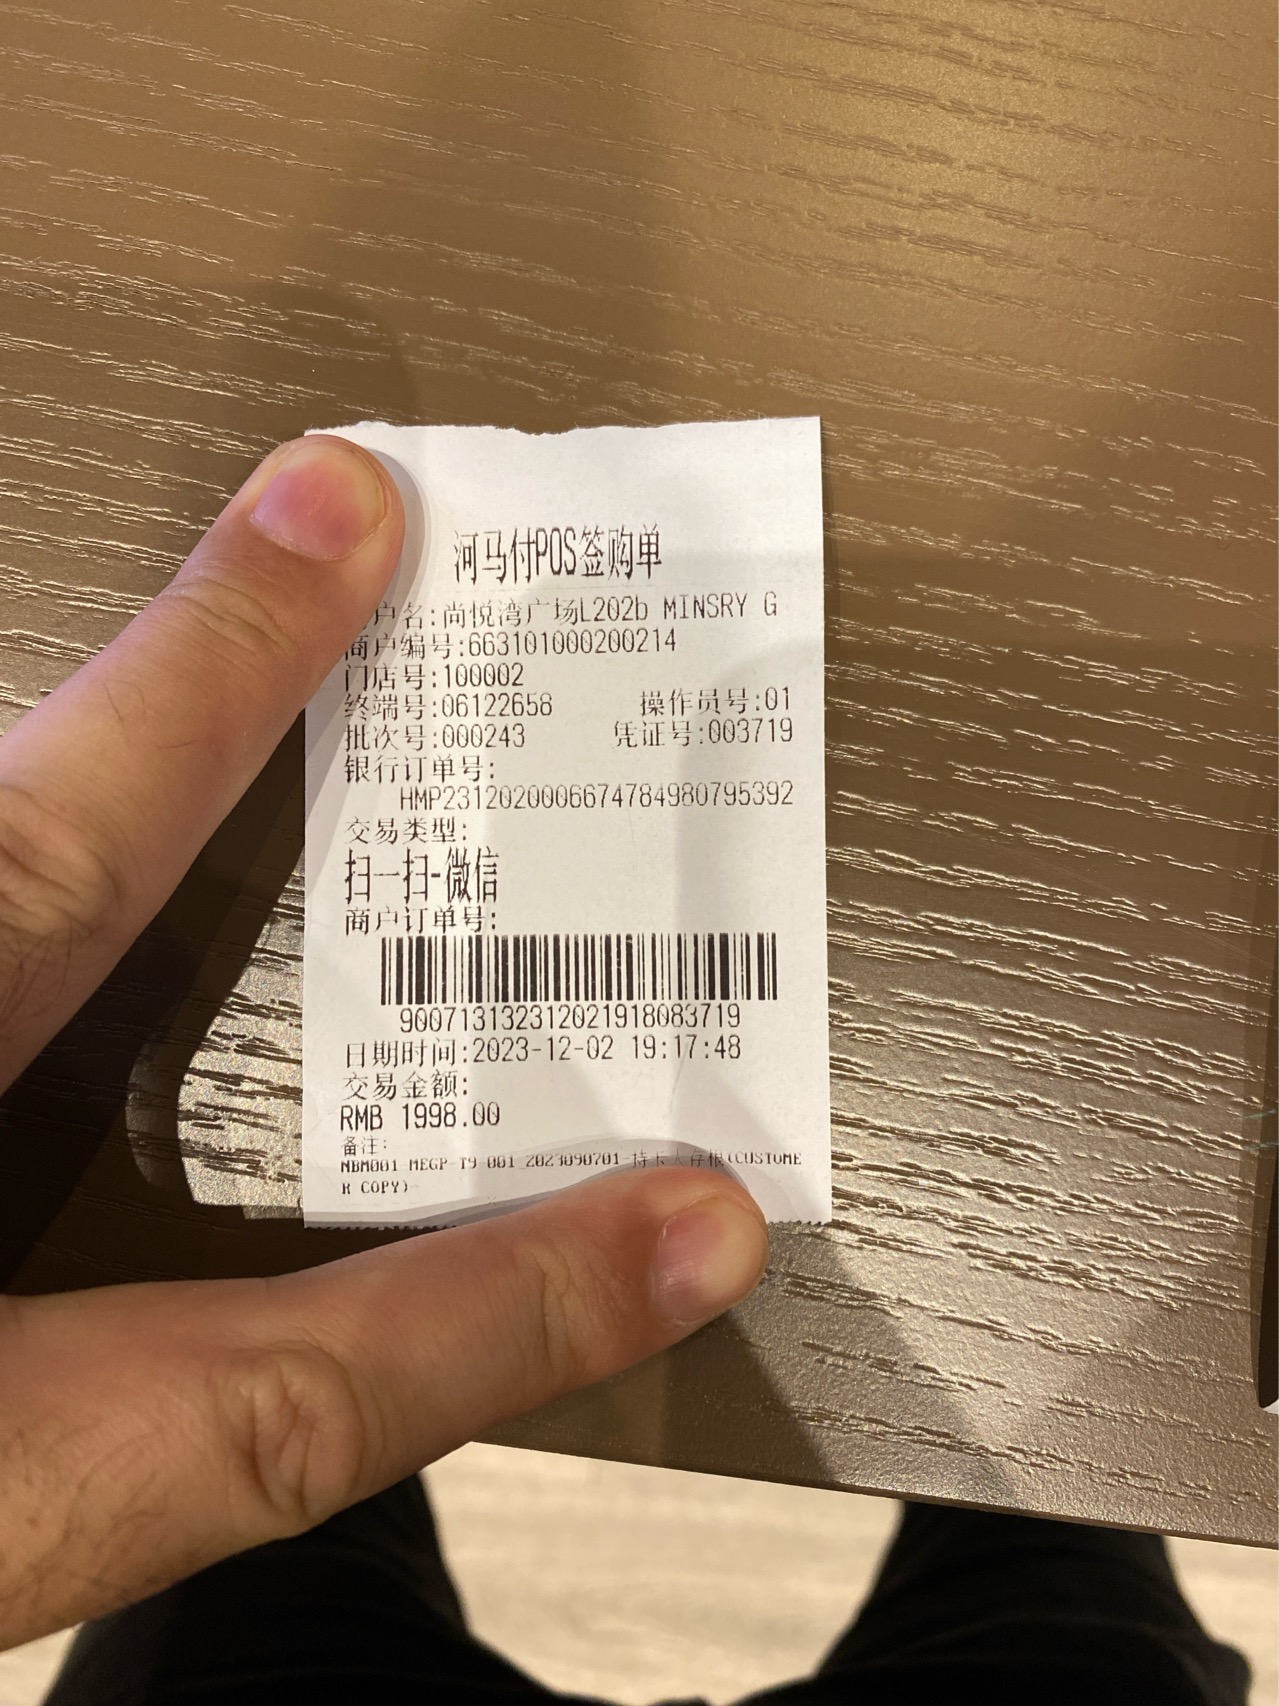 河马付POS签购单
户名:尚悦湾广场L202b MINSRY G
商户编号:663101000200214
门店号:100002
终端号:06122658 操作员号:01
批次号:000243 凭证号:003719
银行订单号:
HMP2312020006674784980795392
交易类型:
扫一扫-微信
商户订单号:
9007131323120219180837​19
日期时间:2023-12-02 19:17:48
交易金额:
RMB 1998.00
备注:
NBM001 MEGP-T9 001 2023090701-持卡人存根(CUSTOME
R COPY)